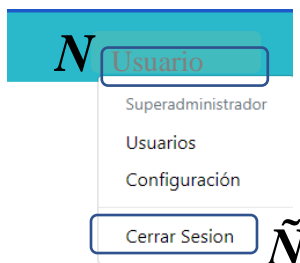 N Usuario
Superadministrador
Usuarios
Configuración
Cerrar Sesion Ñ